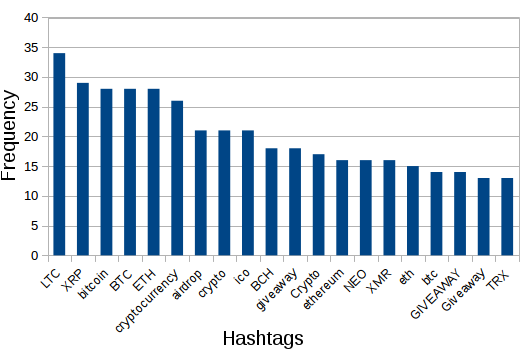 40
35
30
25
20
15
10
5
0
Frequency
LTC
XRP
bitcoin
BTC
ETH
cryptocurrency
airdrop
crypto
ico
BCH
giveaway
Crypto
ethereum
NEO
XMR
eth
btc
GIVEAWAY
Giveaway
TRX
Hashtags